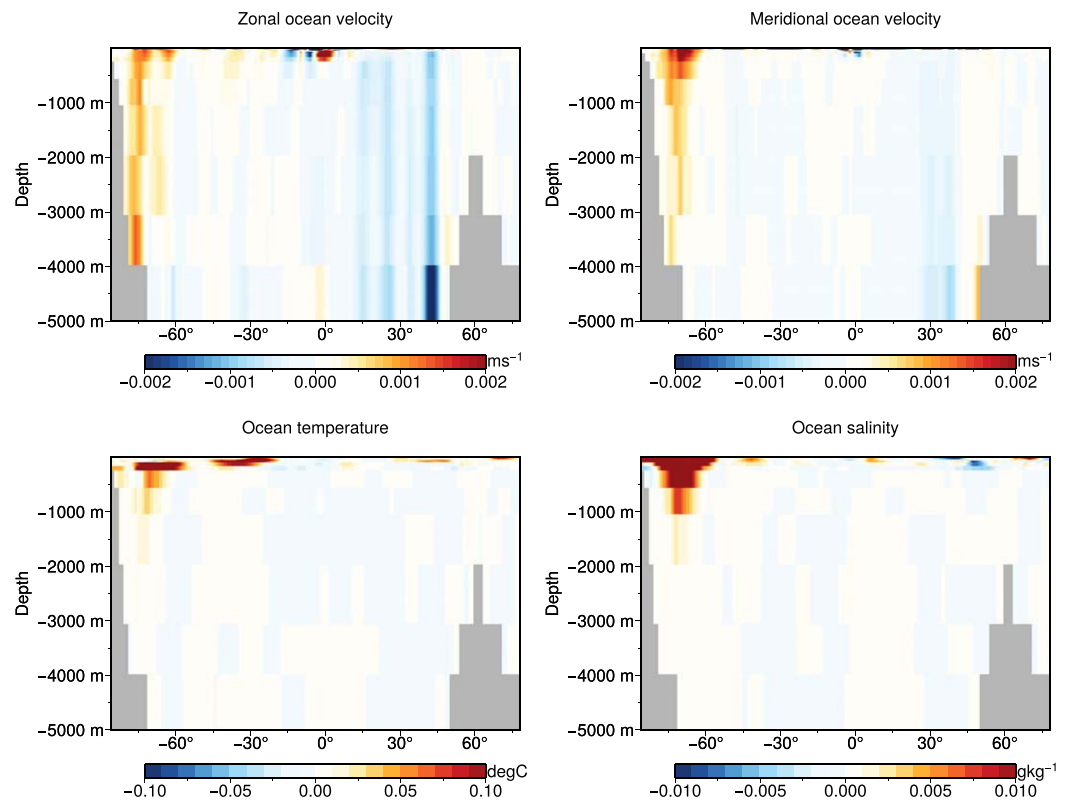 Zonal ocean velocity
Depth
−1000 m
−2000 m
−3000 m
−4000 m
−5000 m
−60° −30° 0° 30° 60°
ms−1
−0.002 −0.001 0.000 0.001 0.002
Meridional ocean velocity
Depth
−1000 m
−2000 m
−3000 m
−4000 m
−5000 m
−60° −30° 0° 30° 60°
ms−1
−0.002 −0.001 0.000 0.001 0.002
Ocean temperature
Depth
−1000 m
−2000 m
−3000 m
−4000 m
−5000 m
−60° −30° 0° 30° 60°
degC
−0.10 −0.05 0.00 0.05 0.10
Ocean salinity
Depth
−1000 m
−2000 m
−3000 m
−4000 m
−5000 m
−60° −30° 0° 30° 60°
gkg−1
−0.010 −0.005 0.000 0.005 0.010